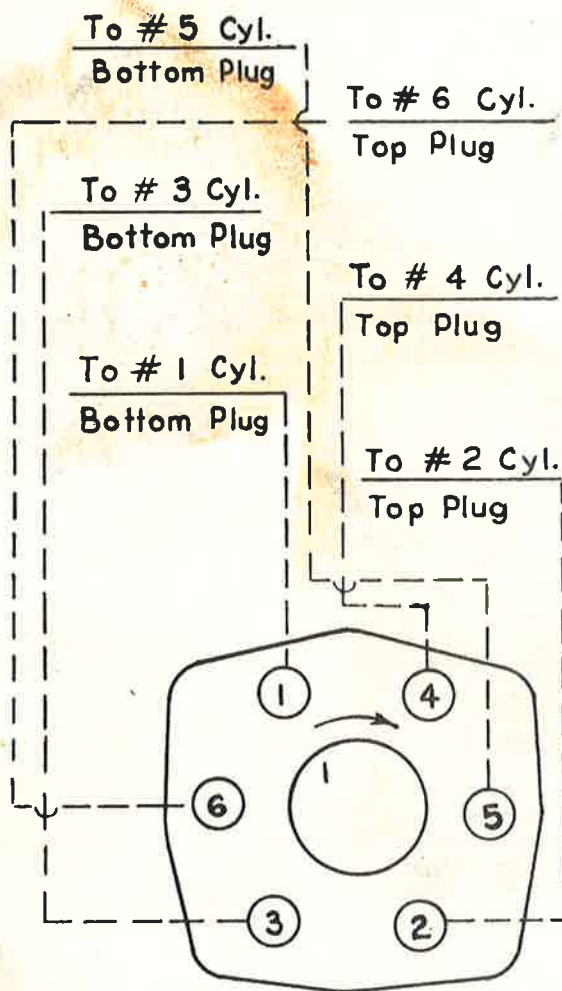 To # 5 Cyl.
Bottom Plug
To # 6 Cyl.
Top Plug
To # 3 Cyl.
Bottom Plug
To # 4 Cyl.
Top Plug
To # 1 Cyl.
Bottom Plug
To # 2 Cyl.
Top Plug
1
4
1
6
5
3
2